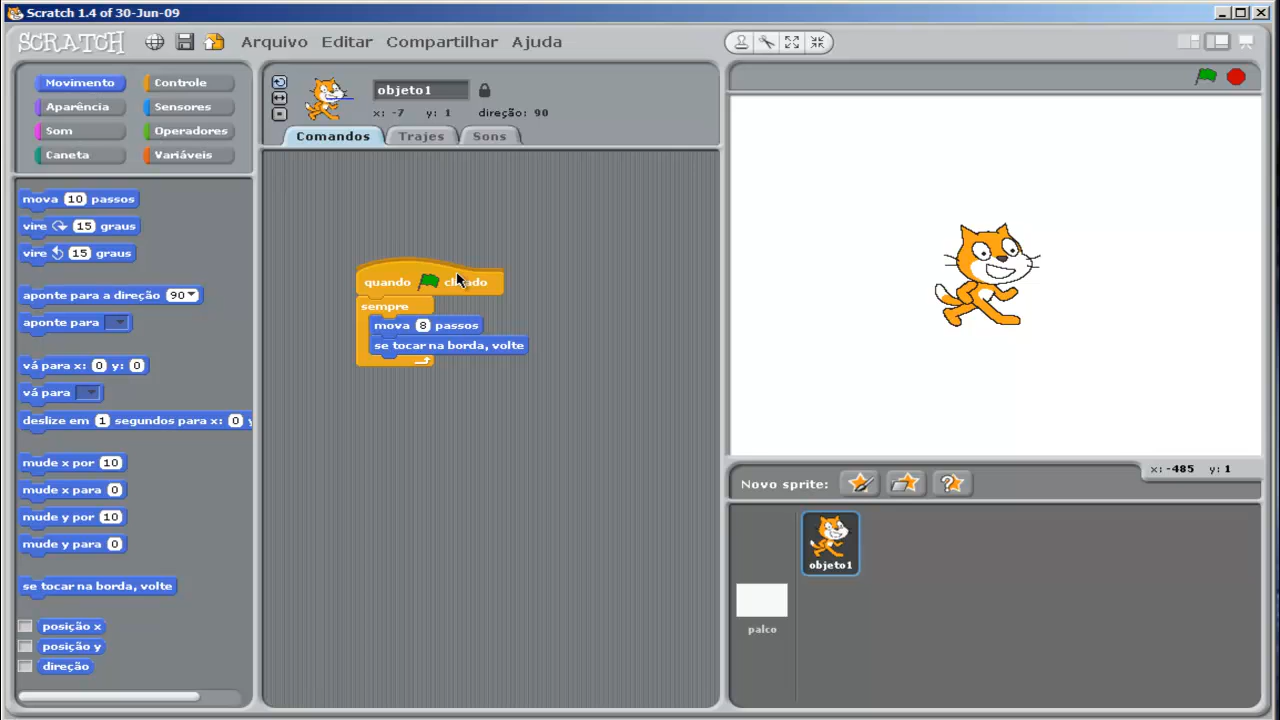 Scratch 1.4 of 30-Jun-09
SCRATCH Arquivo Editar Compartilhar Ajuda
Movimento Controle
Aparência Sensores
Som Operadores
Caneta Variáveis
objeto1
x: -7 y: 1 direção: 90
Comandos Trajes Sons
mova 10 passos
vire 15 graus
vire 15 graus
aponte para a direção 90
aponte para
vá para x: 0 y: 0
vá para
deslize em 1 segundos para x: 0 y
mude x por 10
mude x para 0
mude y por 10
mude y para 0
se tocar na borda, volte
posição x
posição y
direção
quando clicado
sempre
mova 8 passos
se tocar na borda, volte
x: -485 y: 1
Novo sprite:
objeto1
palco